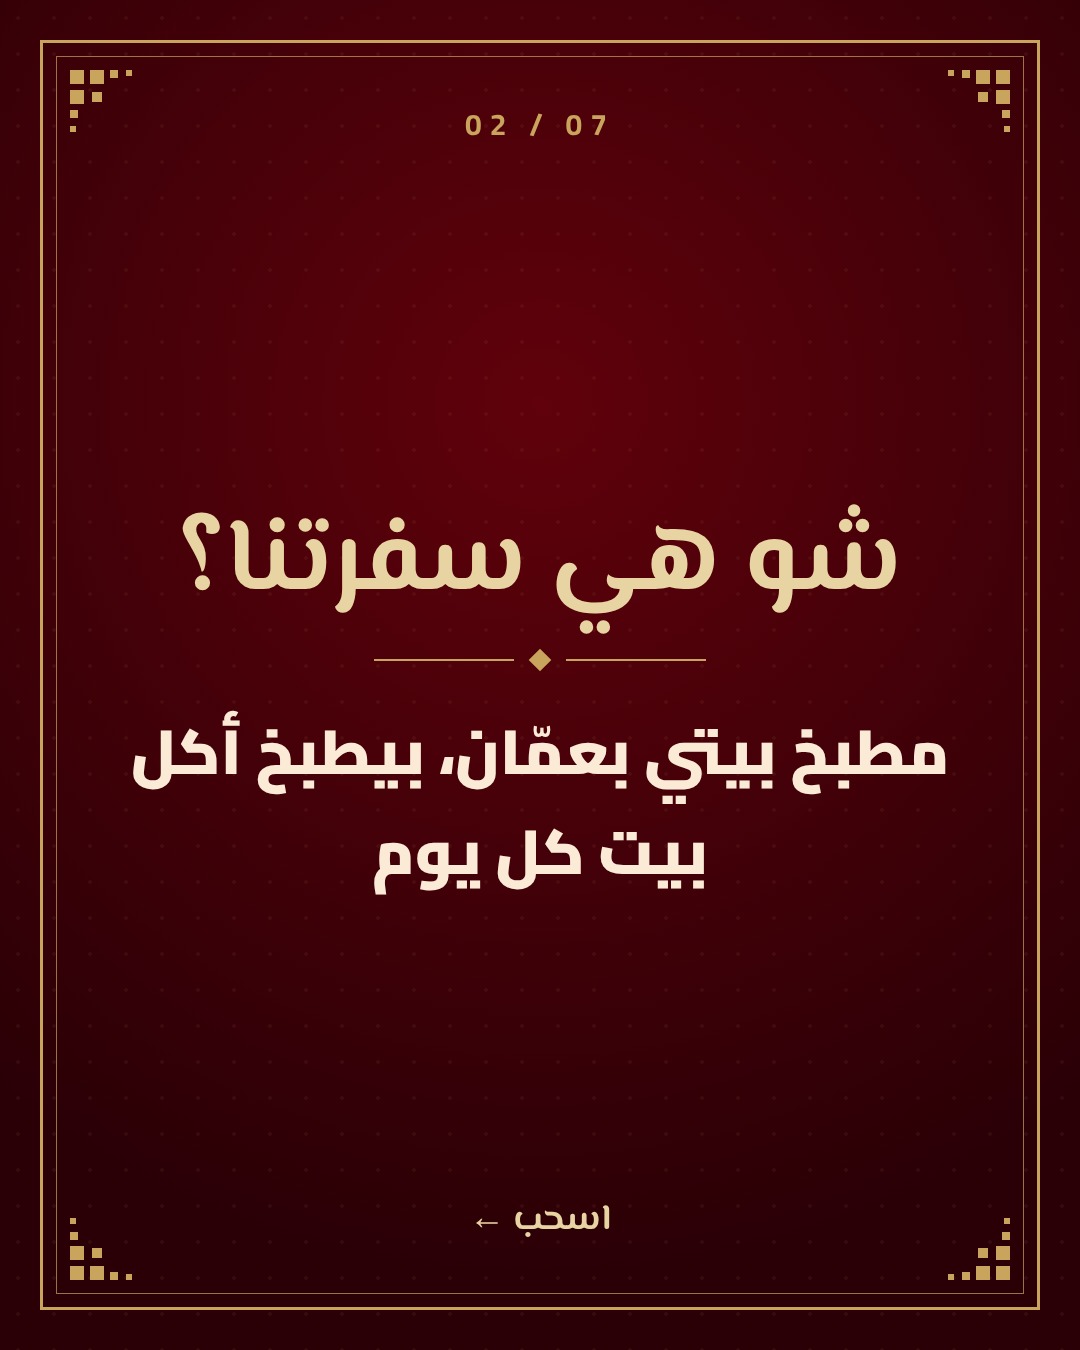 02 / 07
شو هي سفرتنا؟
مطبخ بيتي بعمّان، بيطبخ أكل
بيت كل يوم
اسحب ←